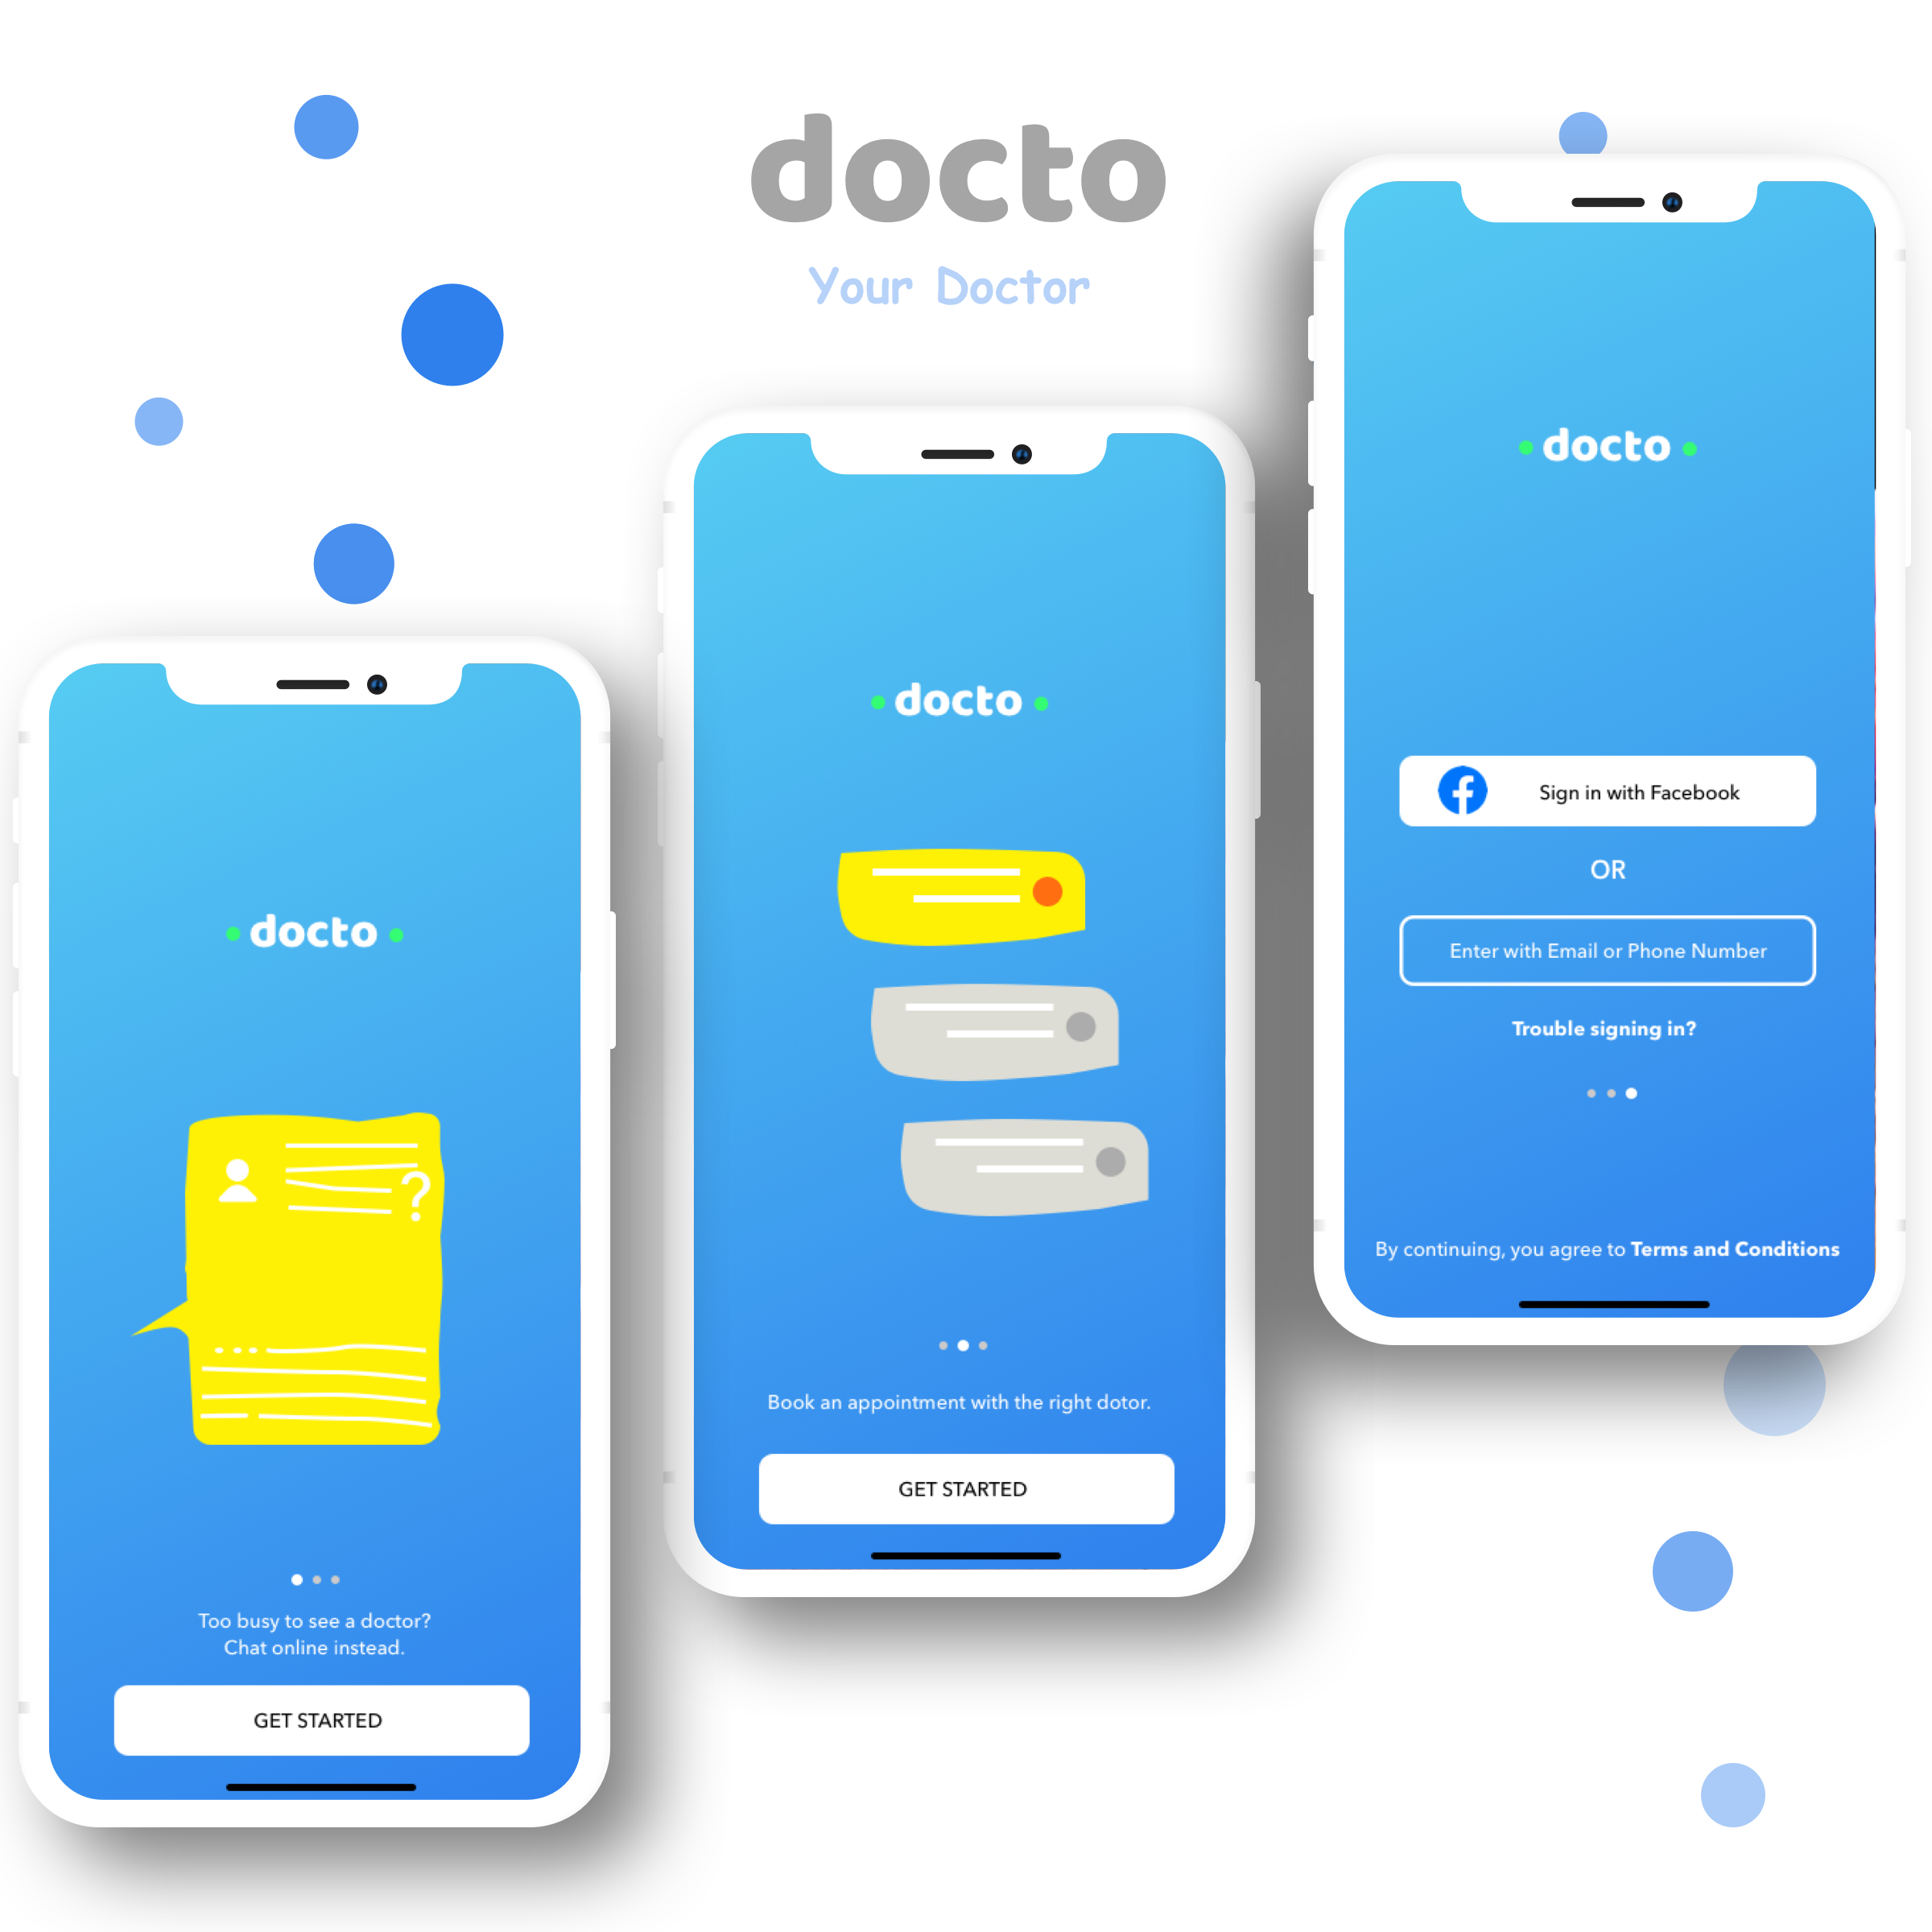 docto
Your Doctor
docto
?
Too busy to see a doctor?
Chat online instead.
GET STARTED
docto
Book an appointment with the right dotor.
GET STARTED
docto
Sign in with Facebook
OR
Enter with Email or Phone Number
Trouble signing in?
By continuing, you agree to Terms and Conditions